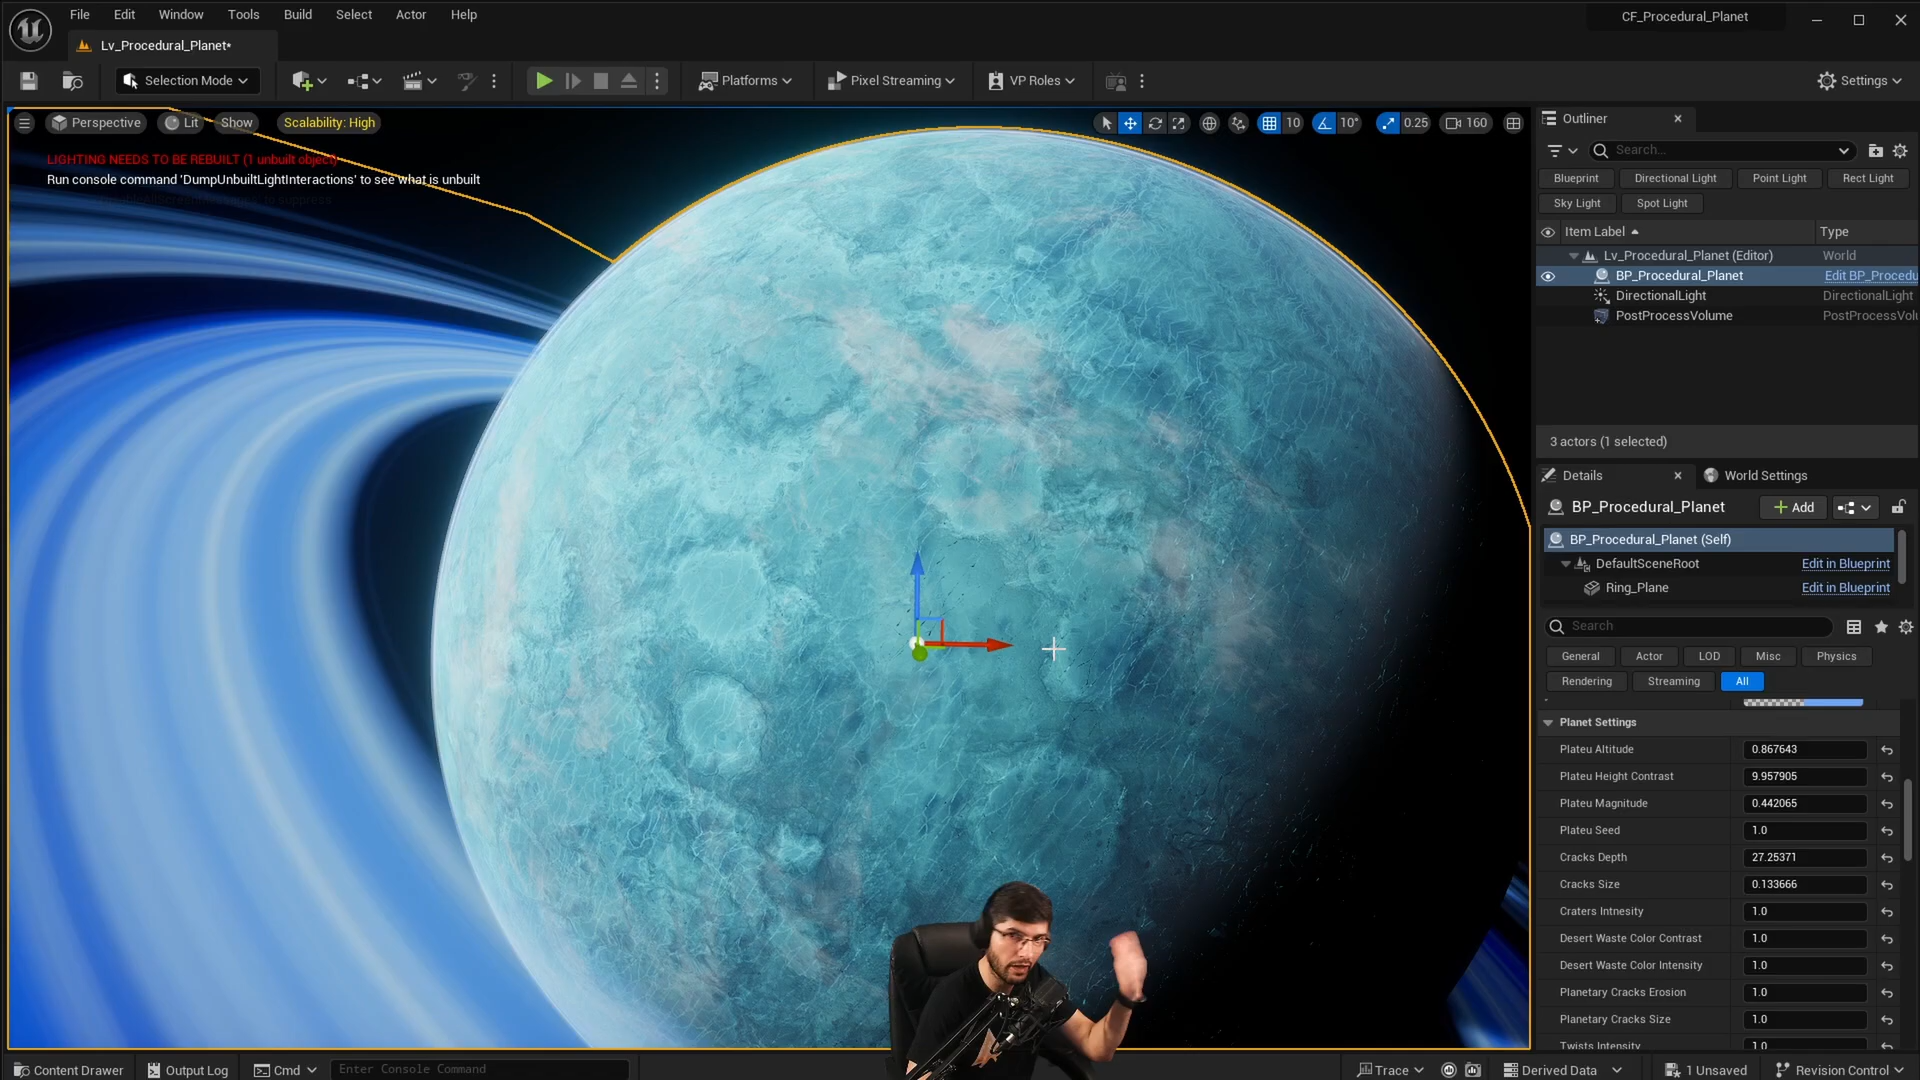 File Edit Window Tools Build Select Actor Help
CF_Procedural_Planet
Lv_Procedural_Planet*
Selection Mode
Platforms
Pixel Streaming
VP Roles
Settings
Perspective
Lit
Show
Scalability: High
10
10°
0.25
160
LIGHTING NEEDS TO BE REBUILT (1 unbuilt object)
Run console command 'DumpUnbuiltLightInteractions' to see what is unbuilt
Outliner
Search...
Blueprint
Directional Light
Point Light
Rect Light
Sky Light
Spot Light
Item Label
Type
Lv_Procedural_Planet (Editor) World
BP_Procedural_Planet Edit BP_Procedu
DirectionalLight DirectionalLight
PostProcessVolume PostProcessVolu
3 actors (1 selected)
Details
World Settings
BP_Procedural_Planet
Add
BP_Procedural_Planet (Self)
DefaultSceneRoot Edit in Blueprint
Ring_Plane Edit in Blueprint
Search
General
Actor
LOD
Misc
Physics
Rendering
Streaming
All
Planet Settings
Plateu Altitude 0.867643
Plateu Height Contrast 9.957905
Plateu Magnitude 0.442065
Plateu Seed 1.0
Cracks Depth 27.25371
Cracks Size 0.133666
Craters Intnesity 1.0
Desert Waste Color Contrast 1.0
Desert Waste Color Intensity 1.0
Planetary Cracks Erosion 1.0
Planetary Cracks Size 1.0
Twists Intensity 1.0
Content Drawer
Output Log
Cmd
Enter Console Command
Trace
Derived Data
1 Unsaved
Revision Control